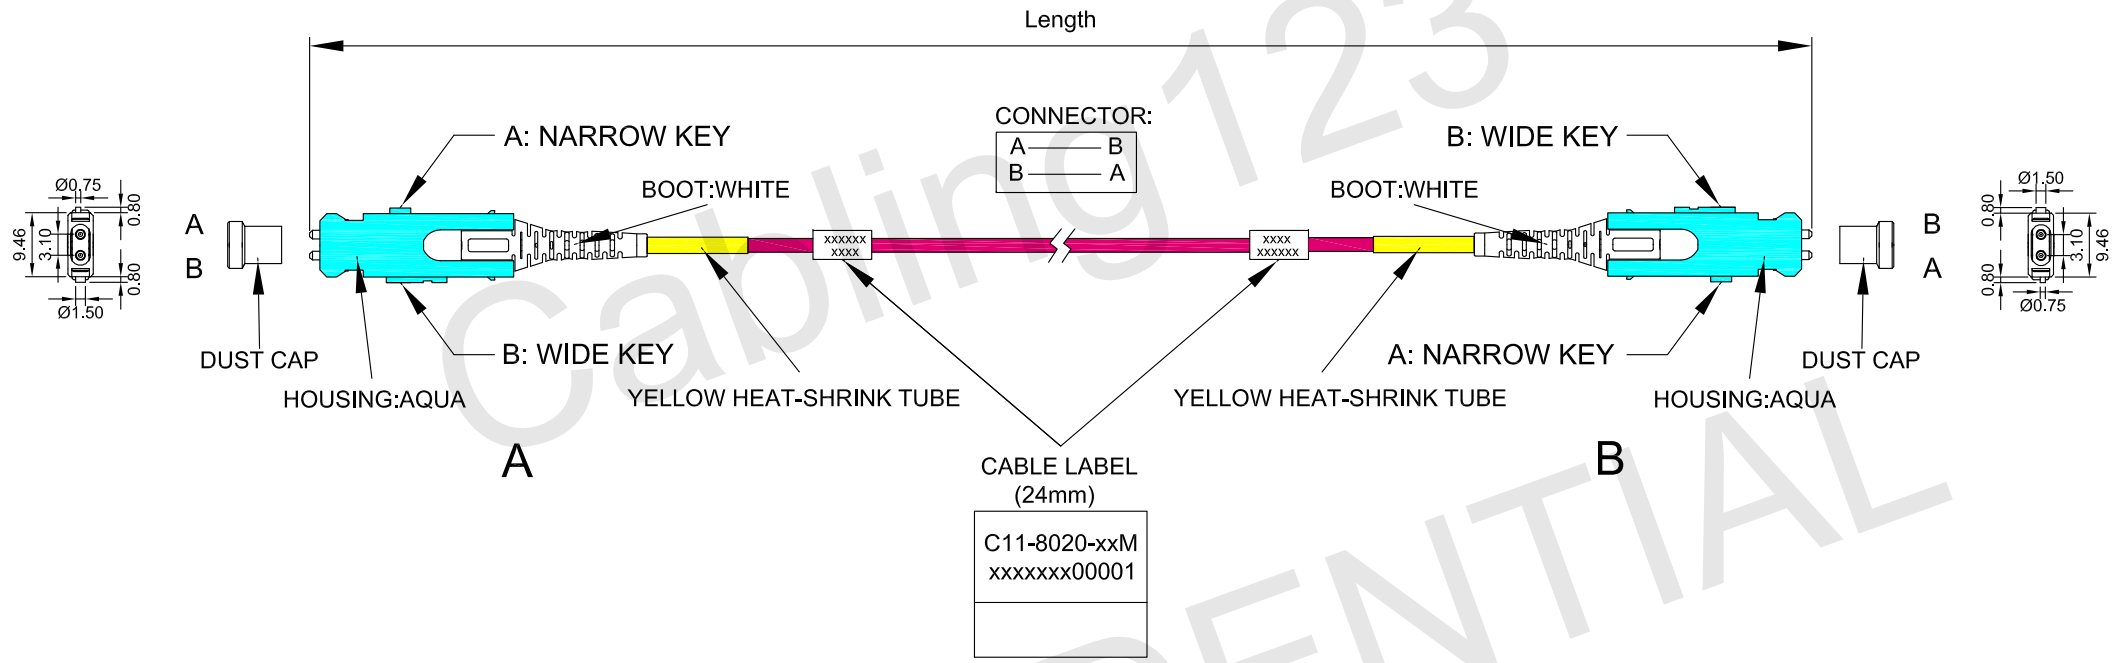 Length
CONNECTOR:
A B
B A
A: NARROW KEY
B: WIDE KEY
BOOT:WHITE
BOOT:WHITE
Ø0.75
0.80
9.46
3.10
0.80
Ø1.50
A
B
xxxxxx
xxxx
xxxx
xxxxxx
B
A
Ø1.50
0.80
3.10
9.46
0.80
Ø0.75
DUST CAP
B: WIDE KEY
A: NARROW KEY
DUST CAP
HOUSING:AQUA
YELLOW HEAT-SHRINK TUBE
YELLOW HEAT-SHRINK TUBE
HOUSING:AQUA
A
B
CABLE LABEL
(24mm)
C11-8020-xxM
xxxxxxx00001
Cabling123
DENTIAL